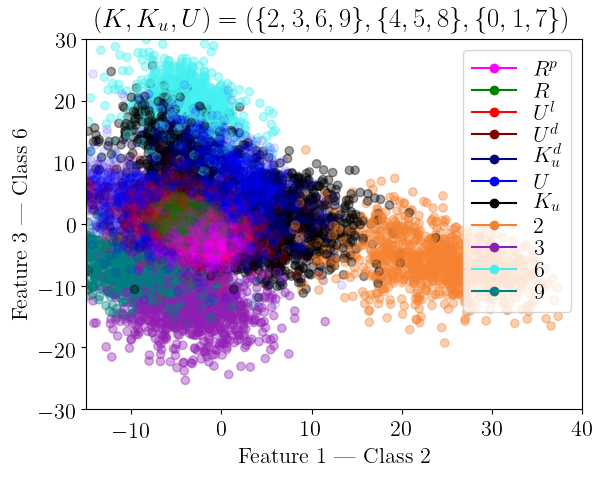 (K, K_u, U) = ({2, 3, 6, 9}, {4, 5, 8}, {0, 1, 7})
30
20
10
0
−10
−20
−30
Feature 3 — Class 6
R^p
R
U^l
U^d
K_u^d
U
K_u
2
3
6
9
−10
0
10
20
30
40
Feature 1 — Class 2